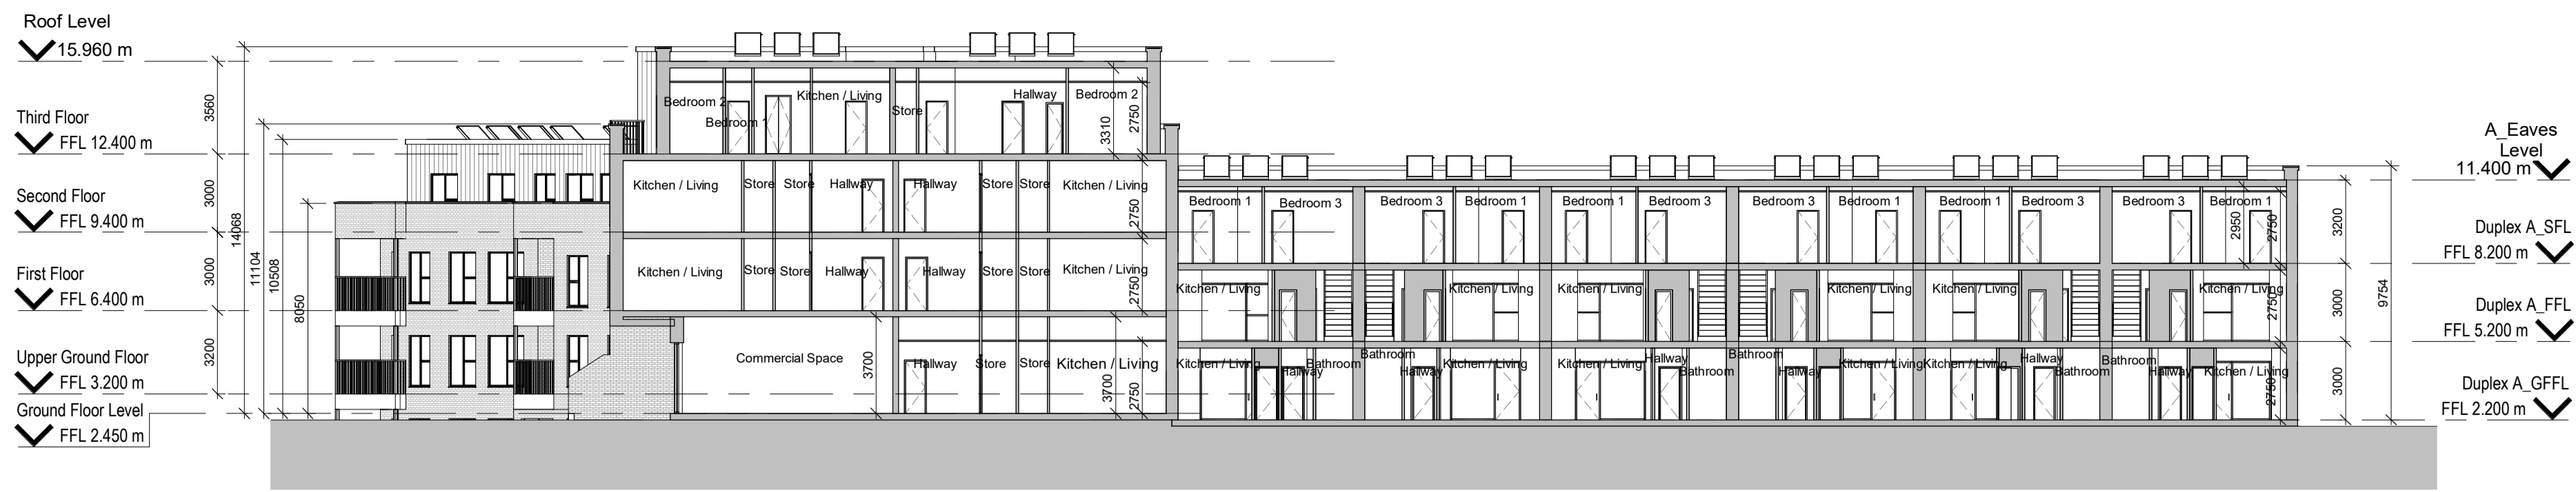 Roof Level
15.960 m
Third Floor
FFL 12.400 m
Second Floor
FFL 9.400 m
First Floor
FFL 6.400 m
Upper Ground Floor
FFL 3.200 m
Ground Floor Level
FFL 2.450 m
3560
3000
3000
3200
14068
11104
10508
8050
Bedroom 2
Bedroom 1
Kitchen / Living
Store
Hallway
Bedroom 2
3310
2750
Kitchen / Living
Store
Store
Hallway
Hallway
Store
Store
Kitchen / Living
2750
Kitchen / Living
Store
Store
Hallway
Hallway
Store
Store
Kitchen / Living
2750
Commercial Space
3700
Hallway
Store
Store
Kitchen / Living
3700
2750
Bedroom 1
Bedroom 3
Bedroom 3
Bedroom 1
Bedroom 1
Bedroom 3
Bedroom 3
Bedroom 1
Bedroom 1
Bedroom 3
Bedroom 3
Bedroom 1
2950
2750
Kitchen / Living
Kitchen / Living
Kitchen / Living
Kitchen / Living
Kitchen / Living
Kitchen / Living
2750
Kitchen / Living
Hallway
Bathroom
Bathroom
Hallway
Kitchen / Living
Kitchen / Living
Hallway
Bathroom
Bathroom
Hallway
Kitchen / Living
Kitchen / Living
Hallway
Bathroom
Bathroom
Hallway
Kitchen / Living
2750
3200
3000
3000
9754
A_Eaves
Level
11.400 m
Duplex A_SFL
FFL 8.200 m
Duplex A_FFL
FFL 5.200 m
Duplex A_GFFL
FFL 2.200 m